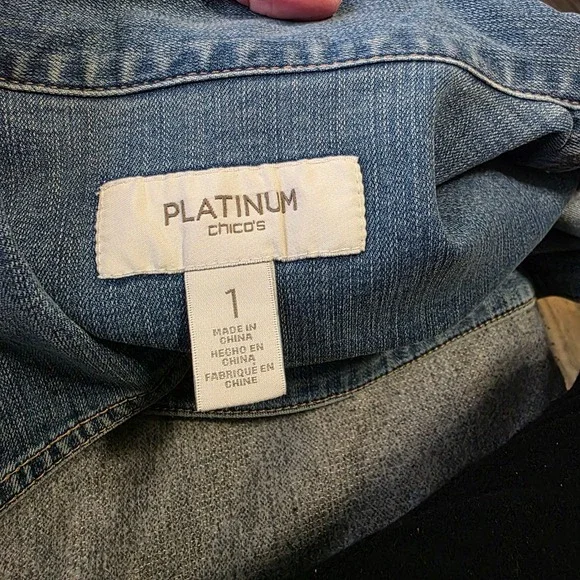 PLATINUM
chico's
1
MADE IN
CHINA
HECHO EN
CHINA
FABRIQUÉ EN
CHINE